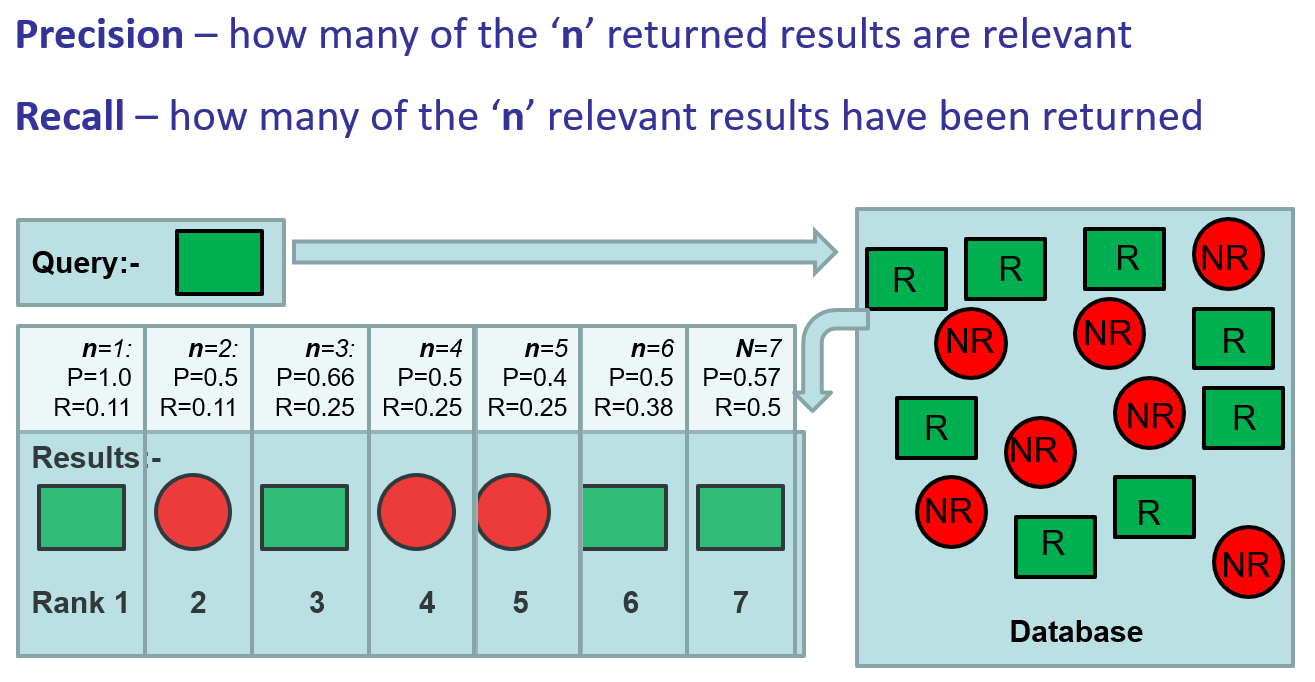 Precision – how many of the ‘n’ returned results are relevant
Recall – how many of the ‘n’ relevant results have been returned
Query:-
n=1:
P=1.0
R=0.11
n=2:
P=0.5
R=0.11
n=3:
P=0.66
R=0.25
n=4
P=0.5
R=0.25
n=5
P=0.4
R=0.25
n=6
P=0.5
R=0.38
N=7
P=0.57
R=0.5
Results:-
Rank 1
2
3
4
5
6
7
R
R
R
NR
NR
NR
R
R
NR
R
NR
NR
R
R
NR
Database